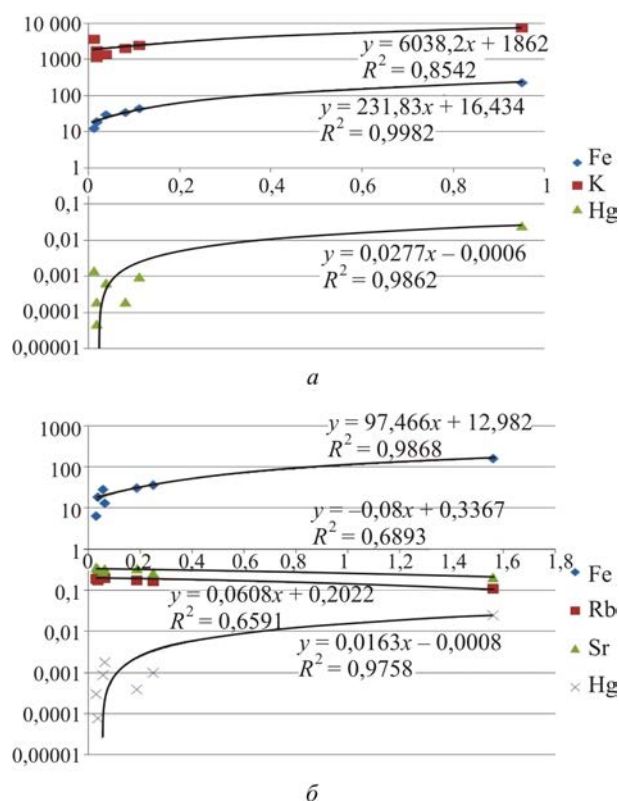 10 000
1 000
100
10
1
y = 6038,2x + 1862
R² = 0,8542
y = 231,83x + 16,434
R² = 0,9982
0 0,2 0,4 0,6 0,8 1
Fe
K
Hg
0,1
0,01
0,001
0,0001
0,00001
y = 0,0277x – 0,0006
R² = 0,9862
а
1000
100
10
1
y = 97,466x + 12,982
R² = 0,9868
y = –0,08x + 0,3367
R² = 0,6893
0 0,2 0,4 0,6 0,8 1 1,2 1,4 1,6 1,8
0,1
0,01
0,001
0,0001
0,00001
y = 0,0608x + 0,2022
R² = 0,6591
y = 0,0163x – 0,0008
R² = 0,9758
Fe
Rb
Sr
Hg
б